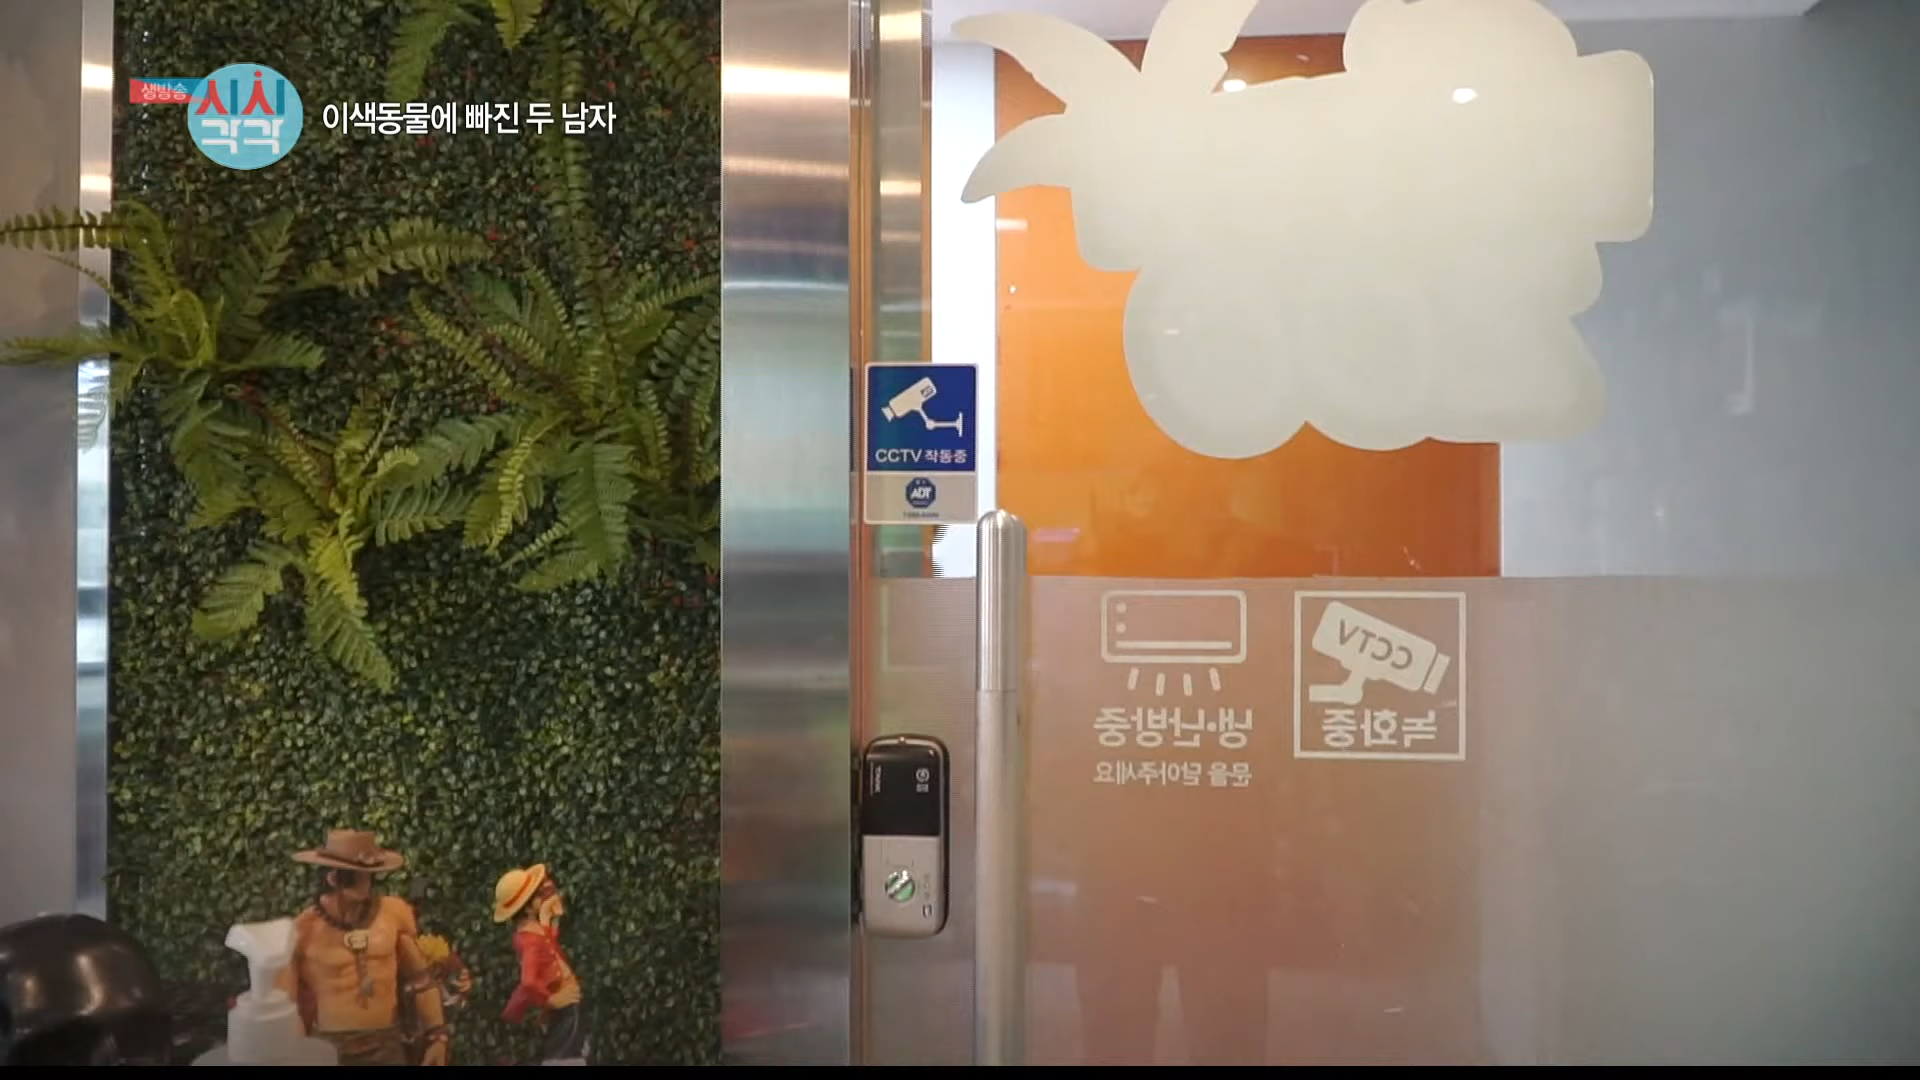 생방송
시시각각
이색동물에 빠진 두 남자
CCTV 작동중
ADT
CCTV
녹화중
냉·난방중
문을 닫아주세요